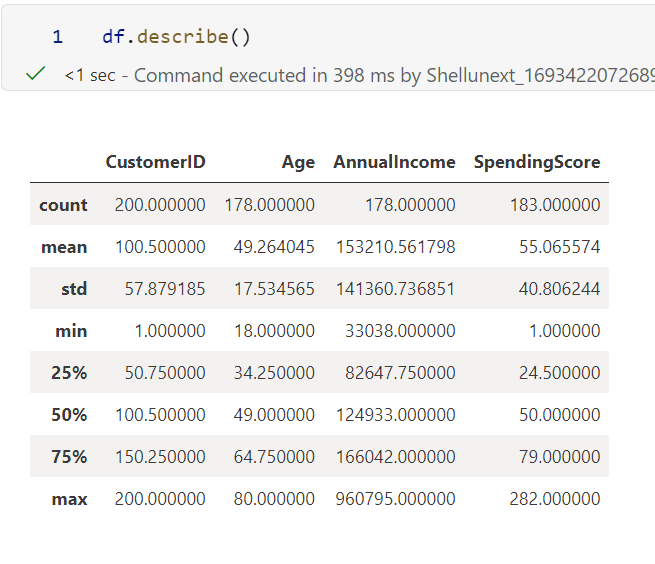 1 df.describe()
<1 sec - Command executed in 398 ms by Shellunext_1693422072689
CustomerID Age AnnualIncome SpendingScore
count 200.000000 178.000000 178.000000 183.000000
mean 100.500000 49.264045 153210.561798 55.065574
std 57.879185 17.534565 141360.736851 40.806244
min 1.000000 18.000000 33038.000000 1.000000
25% 50.750000 34.250000 82647.750000 24.500000
50% 100.500000 49.000000 124933.000000 50.000000
75% 150.250000 64.750000 166042.000000 79.000000
max 200.000000 80.000000 960795.000000 282.000000